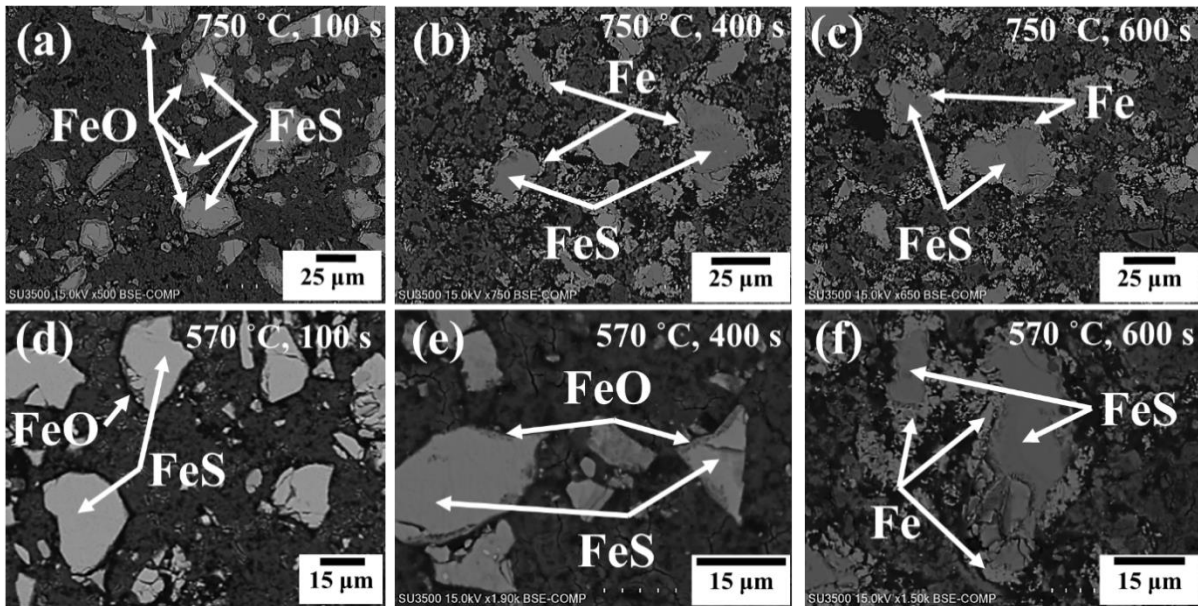 (a)
750 °C, 100 s
FeO
FeS
25 μm
SU3500 15.0kV x500 BSE-COMP
(b)
750 °C, 400 s
Fe
FeS
25 μm
SU3500 15.0kV x750 BSE-COMP
(c)
750 °C, 600 s
Fe
FeS
25 μm
SU3500 15.0kV x650 BSE-COMP
(d)
570 °C, 100 s
FeO
FeS
15 μm
(e)
570 °C, 400 s
FeO
FeS
15 μm
SU3500 15.0kV x1.90k BSE-COMP
(f)
570 °C, 600 s
FeS
Fe
15 μm
SU3500 15.0kV x1.50k BSE-COMP